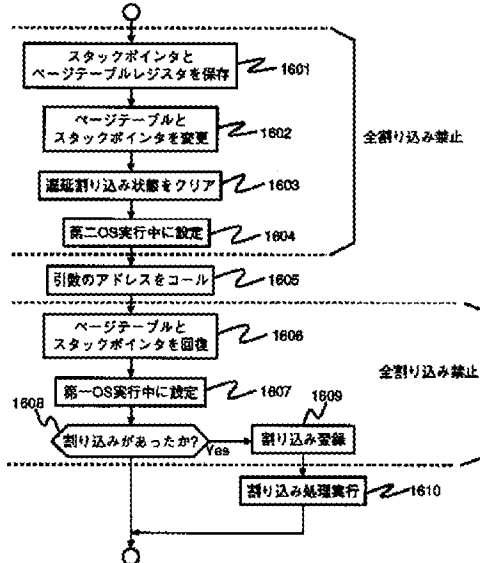 スタックポインタと
ページテーブルレジスタを保存
1601
ページテーブルと
スタックポインタを変更
1602
全割り込み禁止
遅延割り込み状態をクリア
1603
第二OS実行中に設定
1604
引数のアドレスをコール
1605
ページテーブルと
スタックポインタを回復
1606
全割り込み禁止
第一OS実行中に設定
1607
1608
割り込みがあったか?
Yes
1609
割り込み登録
割り込み処理実行
1610